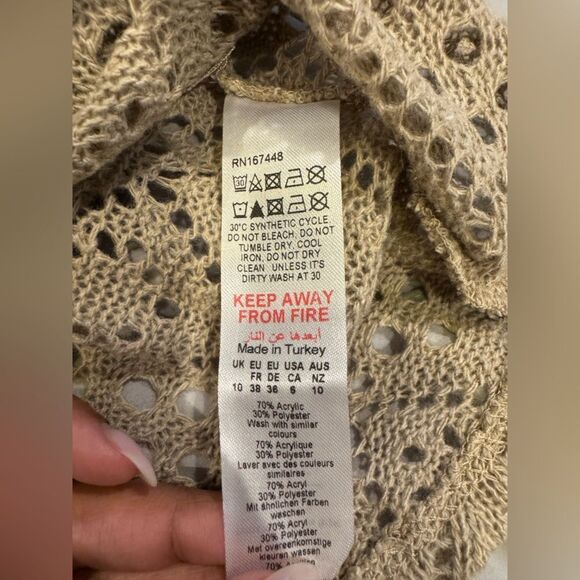 RN167448
30
30°C SYNTHETIC CYCLE,
DO NOT BLEACH, DO NOT
TUMBLE DRY, COOL
IRON, DO NOT DRY
CLEAN UNLESS IT'S
DIRTY WASH AT 30
KEEP AWAY
FROM FIRE
أبعدها عن النار
Made in Turkey
UK EU EU USA AUS
FR DE CA NZ
10 38 36 6 10
70% Acrylic
30% Polyester
Wash with similar
colours
70% Acrylique
30% Polyester
Laver avec des couleurs
similaires
70% Acryl
30% Polyester
Mit ähnlichen Farben
waschen
70% Acryl
30% Polyester
Met overeenkomstige
kleuren wassen
70%